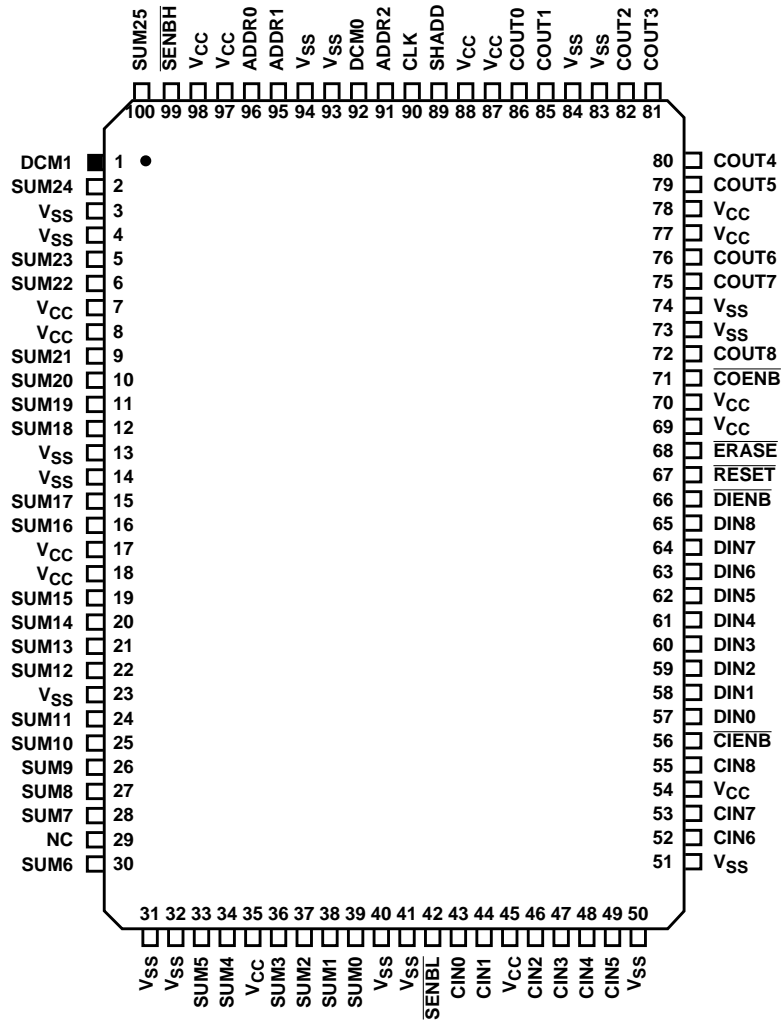 SUM25 SENBH VCC VCC ADDR0 ADDR1 VSS VSS DCM0 ADDR2 CLK SHADD VCC VCC COUT0 COUT1 VSS VSS COUT2 COUT3
100 99 98 97 96 95 94 93 92 91 90 89 88 87 86 85 84 83 82 81
DCM1 1 80 COUT4
SUM24 2 79 COUT5
VSS 3 78 VCC
VSS 4 77 VCC
SUM23 5 76 COUT6
SUM22 6 75 COUT7
VCC 7 74 VSS
VCC 8 73 VSS
SUM21 9 72 COUT8
SUM20 10 71 COENB
SUM19 11 70 VCC
SUM18 12 69 VCC
VSS 13 68 ERASE
VSS 14 67 RESET
SUM17 15 66 DIENB
SUM16 16 65 DIN8
VCC 17 64 DIN7
VCC 18 63 DIN6
SUM15 19 62 DIN5
SUM14 20 61 DIN4
SUM13 21 60 DIN3
SUM12 22 59 DIN2
VSS 23 58 DIN1
SUM11 24 57 DIN0
SUM10 25 56 CIENB
SUM9 26 55 CIN8
SUM8 27 54 VCC
SUM7 28 53 CIN7
NC 29 52 CIN6
SUM6 30 51 VSS
31 32 33 34 35 36 37 38 39 40 41 42 43 44 45 46 47 48 49 50
VSS VSS SUM5 SUM4 VCC SUM3 SUM2 SUM1 SUM0 VSS VSS SENBL CIN0 CIN1 VCC CIN2 CIN3 CIN4 CIN5 VSS